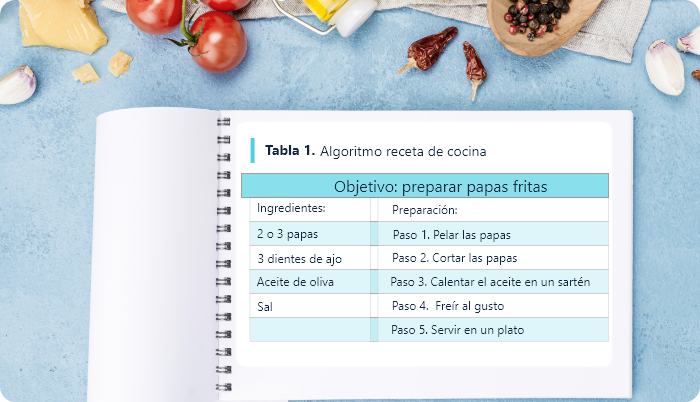 Tabla 1. Algoritmo receta de cocina
Objetivo: preparar papas fritas
Ingredientes:
Preparación:
2 o 3 papas
Paso 1. Pelar las papas
3 dientes de ajo
Paso 2. Cortar las papas
Aceite de oliva
Paso 3. Calentar el aceite en un sartén
Sal
Paso 4. Freír al gusto
Paso 5. Servir en un plato